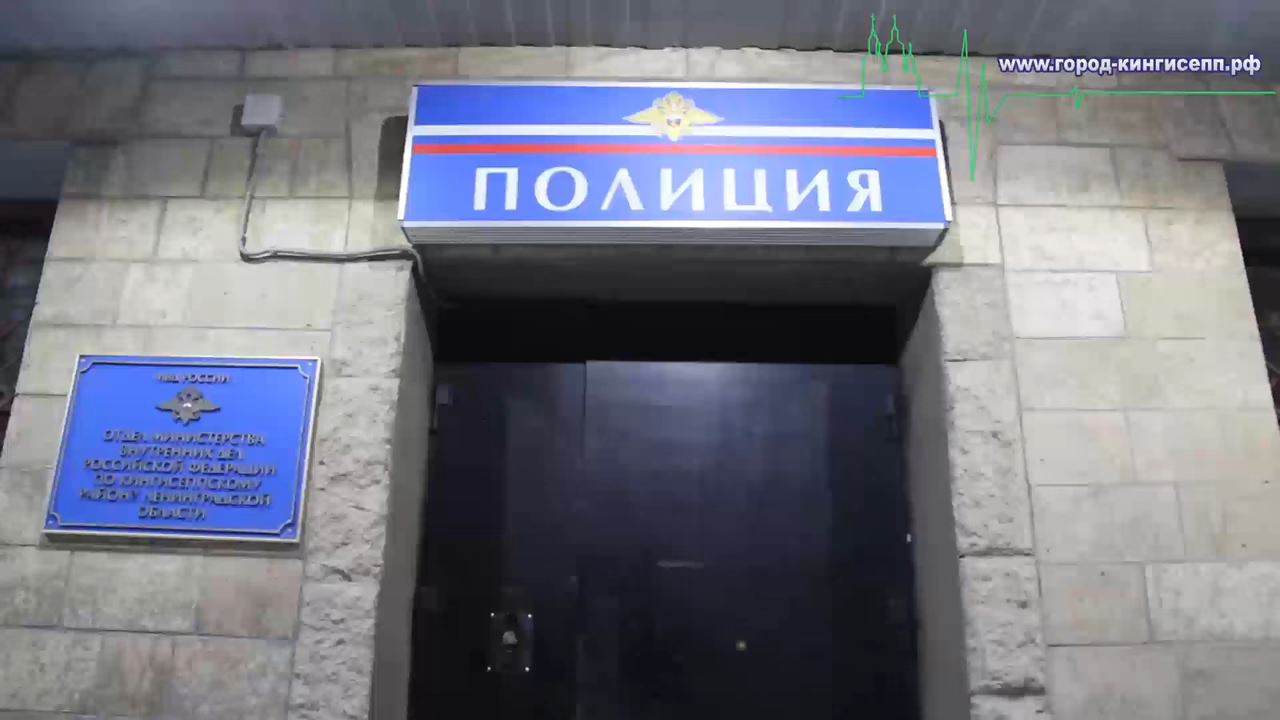 www.город-кингисепп.рф
ПОЛИЦИЯ
МВД РОССИИ
ОТДЕЛ МИНИСТЕРСТВА
ВНУТРЕННИХ ДЕЛ
РОССИЙСКОЙ ФЕДЕРАЦИИ
ПО КИНГИСЕППСКОМУ
РАЙОНУ ЛЕНИНГРАДСКОЙ
ОБЛАСТИ